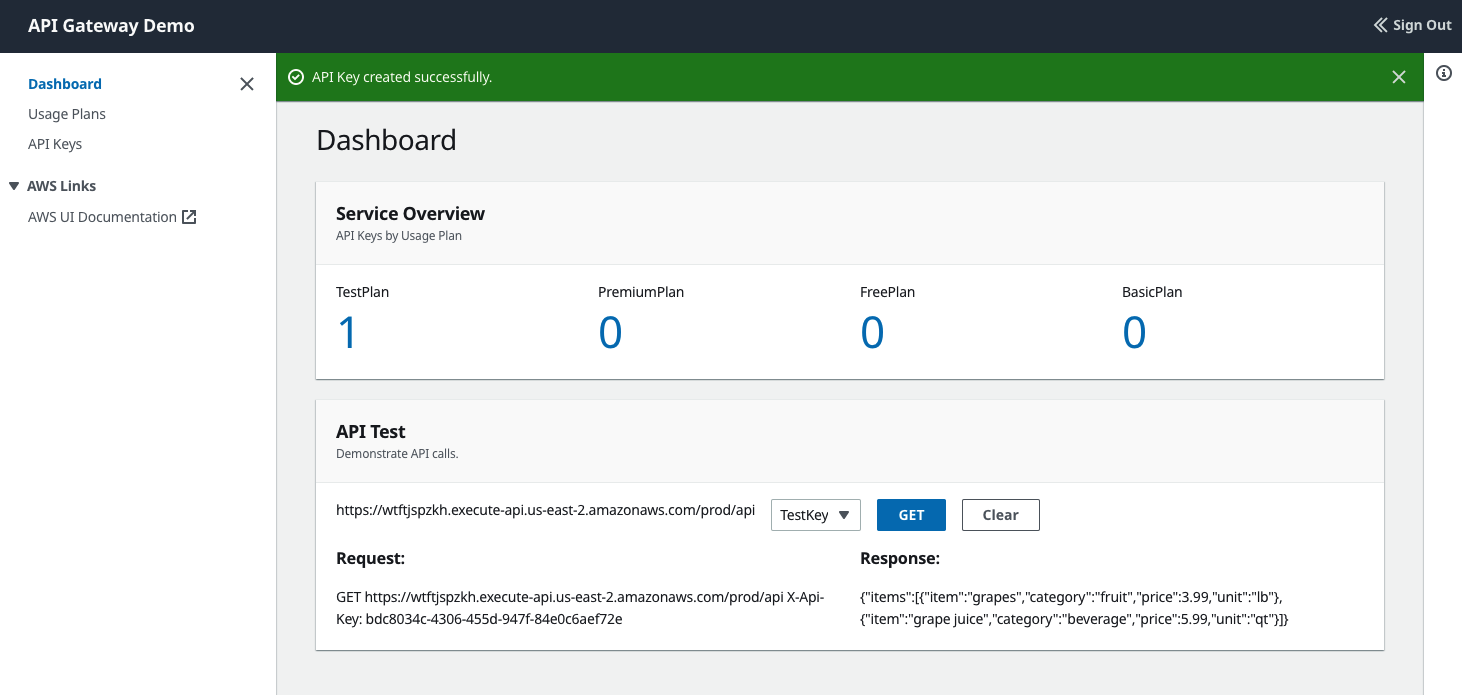 API Gateway Demo
Sign Out
Dashboard
Usage Plans
API Keys
AWS Links
AWS UI Documentation
API Key created successfully.
Dashboard
Service Overview
API Keys by Usage Plan
TestPlan
1
PremiumPlan
0
FreePlan
0
BasicPlan
0
API Test
Demonstrate API calls.
https://wtftjspzkh.execute-api.us-east-2.amazonaws.com/prod/api
TestKey
GET
Clear
Request:
GET https://wtftjspzkh.execute-api.us-east-2.amazonaws.com/prod/api X-Api-
Key: bdc8034c-4306-455d-947f-84e0c6aef72e
Response:
{"items":[{"item":"grapes","category":"fruit","price":3.99,"unit":"lb"},
{"item":"grape juice","category":"beverage","price":5.99,"unit":"qt"}]}